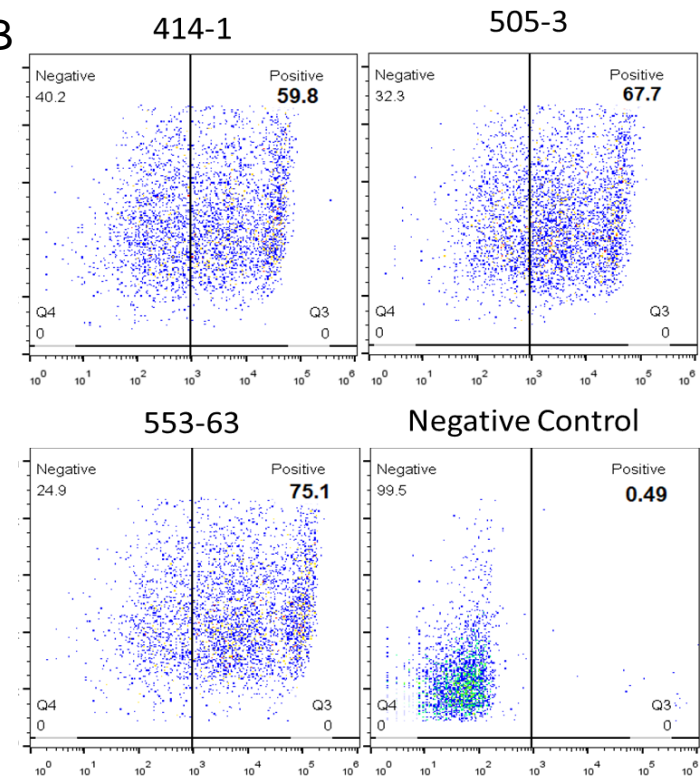 B
414-1 505-3
Negative Positive Negative Positive
40.2 59.8 32.3 67.7
Q4 Q3 Q4 Q3
0 0 0 0
10^0 10^1 10^2 10^3 10^4 10^5 10^6 10^0 10^1 10^2 10^3 10^4 10^5 10^6
553-63 Negative Control
Negative Positive Negative Positive
24.9 75.1 99.5 0.49
Q4 Q3 Q4 Q3
0 0 0 0
10^0 10^1 10^2 10^3 10^4 10^5 10^6 10^0 10^1 10^2 10^3 10^4 10^5 10^6